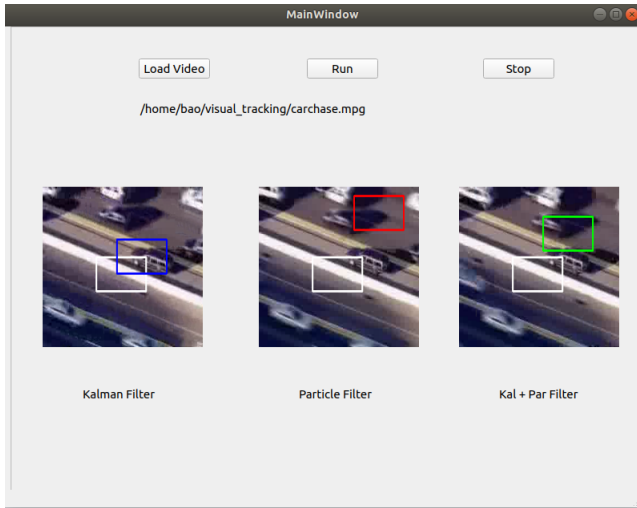 MainWindow
Load Video
Run
Stop
/home/bao/visual_tracking/carchase.mpg
Kalman Filter
Particle Filter
Kal + Par Filter